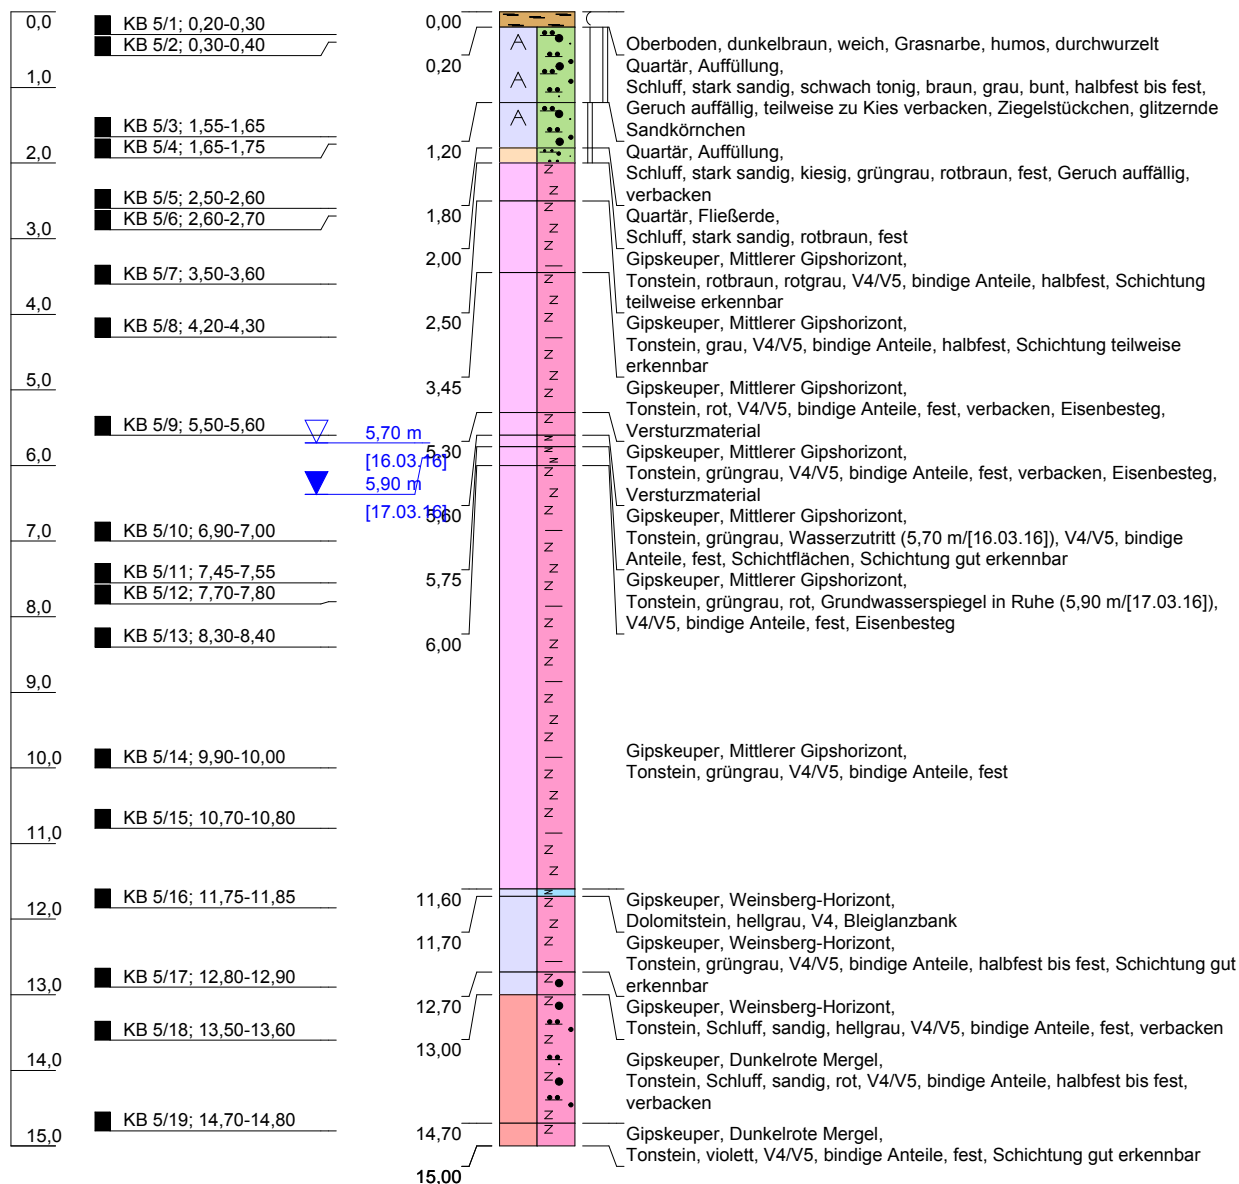 0,0
1,0
2,0
3,0
4,0
5,0
6,0
7,0
8,0
9,0
10,0
11,0
12,0
13,0
14,0
15,0
KB 5/1; 0,20-0,30
KB 5/2; 0,30-0,40
KB 5/3; 1,55-1,65
KB 5/4; 1,65-1,75
KB 5/5; 2,50-2,60
KB 5/6; 2,60-2,70
KB 5/7; 3,50-3,60
KB 5/8; 4,20-4,30
KB 5/9; 5,50-5,60
KB 5/10; 6,90-7,00
KB 5/11; 7,45-7,55
KB 5/12; 7,70-7,80
KB 5/13; 8,30-8,40
KB 5/14; 9,90-10,00
KB 5/15; 10,70-10,80
KB 5/16; 11,75-11,85
KB 5/17; 12,80-12,90
KB 5/18; 13,50-13,60
KB 5/19; 14,70-14,80
5,70 m
[16.03.16]
5,90 m
[17.03.16]
0,00
0,20
1,20
1,80
2,00
2,50
3,45
5,30
5,60
5,75
6,00
11,60
11,70
12,70
13,00
14,70
15,00
A
A
A
Oberboden, dunkelbraun, weich, Grasnarbe, humos, durchwurzelt
Quartär, Auffüllung,
Schluff, stark sandig, schwach tonig, braun, grau, bunt, halbfest bis fest,
Geruch auffällig, teilweise zu Kies verbacken, Ziegelstückchen, glitzernde
Sandkörnchen
Quartär, Auffüllung,
Schluff, stark sandig, kiesig, grüngrau, rotbraun, fest, Geruch auffällig,
verbacken
Quartär, Fließerde,
Schluff, stark sandig, rotbraun, fest
Gipskeuper, Mittlerer Gipshorizont,
Tonstein, rotbraun, rotgrau, V4/V5, bindige Anteile, halbfest, Schichtung
teilweise erkennbar
Gipskeuper, Mittlerer Gipshorizont,
Tonstein, grau, V4/V5, bindige Anteile, halbfest, Schichtung teilweise
erkennbar
Gipskeuper, Mittlerer Gipshorizont,
Tonstein, rot, V4/V5, bindige Anteile, fest, verbacken, Eisenbesteg,
Versturzmaterial
Gipskeuper, Mittlerer Gipshorizont,
Tonstein, grüngrau, V4/V5, bindige Anteile, fest, verbacken, Eisenbesteg,
Versturzmaterial
Gipskeuper, Mittlerer Gipshorizont,
Tonstein, grüngrau, Wasserzutritt (5,70 m/[16.03.16]), V4/V5, bindige
Anteile, fest, Schichtflächen, Schichtung gut erkennbar
Gipskeuper, Mittlerer Gipshorizont,
Tonstein, grüngrau, rot, Grundwasserspiegel in Ruhe (5,90 m/[17.03.16]),
V4/V5, bindige Anteile, fest, Eisenbesteg
Gipskeuper, Mittlerer Gipshorizont,
Tonstein, grüngrau, V4/V5, bindige Anteile, fest
Gipskeuper, Weinsberg-Horizont,
Dolomitstein, hellgrau, V4, Bleiglanzbank
Gipskeuper, Weinsberg-Horizont,
Tonstein, grüngrau, V4/V5, bindige Anteile, halbfest bis fest, Schichtung gut
erkennbar
Gipskeuper, Weinsberg-Horizont,
Tonstein, Schluff, sandig, hellgrau, V4/V5, bindige Anteile, fest, verbacken
Gipskeuper, Dunkelrote Mergel,
Tonstein, Schluff, sandig, rot, V4/V5, bindige Anteile, halbfest bis fest,
verbacken
Gipskeuper, Dunkelrote Mergel,
Tonstein, violett, V4/V5, bindige Anteile, fest, Schichtung gut erkennbar